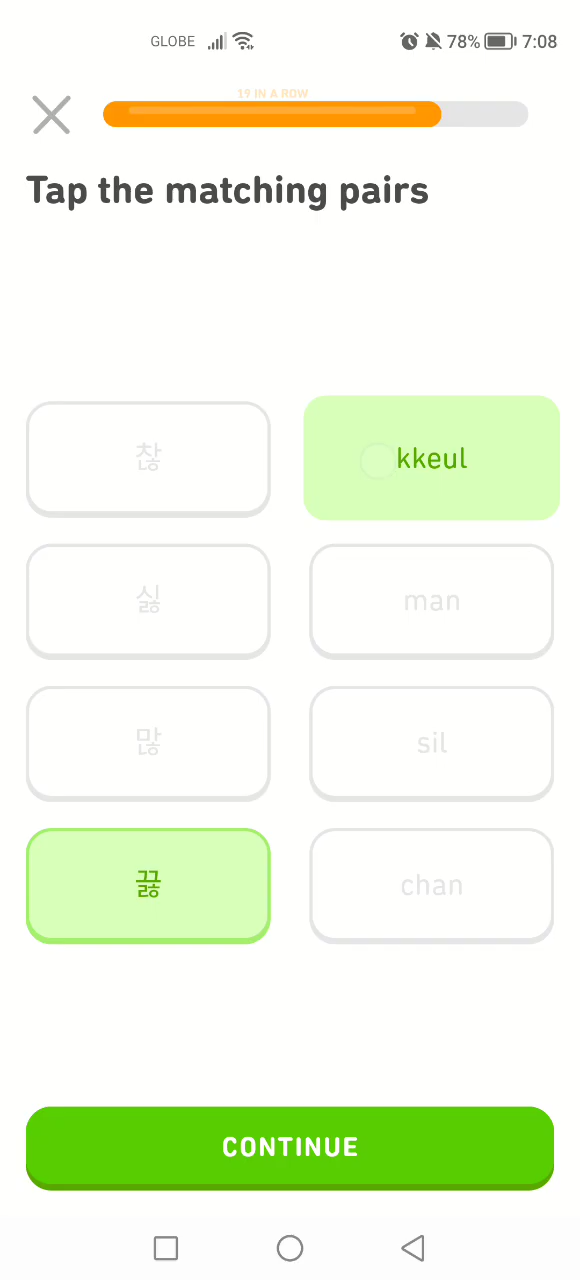 GLOBE 78% 7:08
19 IN A ROW
Tap the matching pairs
찮 kkeul
싫 man
많 sil
끓 chan
CONTINUE